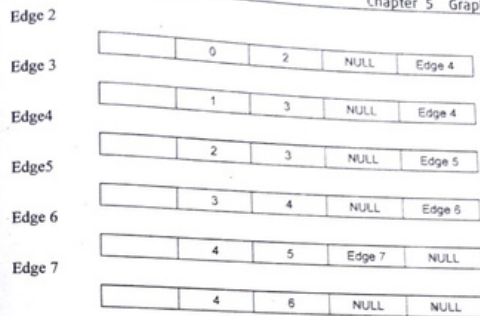 Chapter 5 Grap
Edge 2
0 2 NULL Edge 4
Edge 3
1 3 NULL Edge 4
Edge4
2 3 NULL Edge 5
Edge5
3 4 NULL Edge 6
Edge 6
4 5 Edge 7 NULL
Edge 7
4 6 NULL NULL